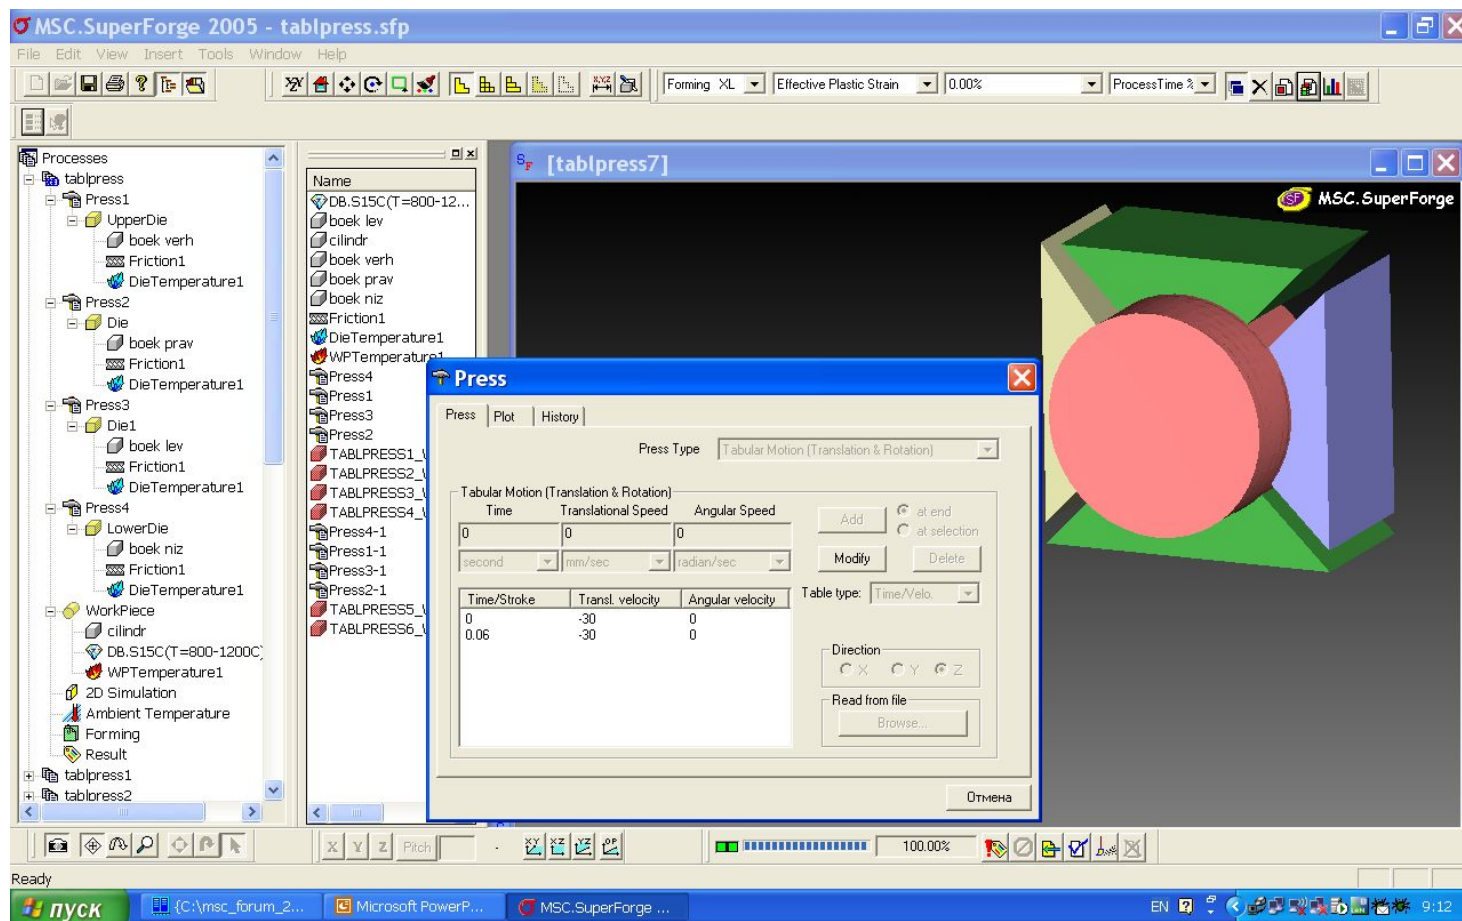 MSC.SuperForge 2005 - tablpress.sfp
File Edit View Insert Tools Window Help
Forming XL Effective Plastic Strain 0.00% ProcessTime %
Processes
tablpress
Press1
UpperDie
boek verh
Friction1
DieTemperature1
Press2
Die
boek prav
Friction1
DieTemperature1
Press3
Die1
boek lev
Friction1
DieTemperature1
Press4
LowerDie
boek niz
Friction1
DieTemperature1
WorkPiece
cilindr
DB.S15C(T=800-1200C)
WPTemperature1
2D Simulation
Ambient Temperature
Forming
Result
tablpress1
tablpress2
Name
DB.S15C(T=800-12...
boek lev
cilindr
boek verh
boek prav
boek niz
Friction1
DieTemperature1
WPTemperature1
Press4
Press1
Press3
Press2
TABLPRESS1_
TABLPRESS2_
TABLPRESS3_
TABLPRESS4_
Press4-1
Press1-1
Press3-1
Press2-1
TABLPRESS5_
TABLPRESS6_
[tablpress7]
MSC.SuperForge
Press
Press Plot History
Press Type Tabular Motion (Translation & Rotation)
Tabular Motion (Translation & Rotation)
Time Translational Speed Angular Speed
0 0 0
second mm/sec radian/sec
Add at end
at selection
Modify Delete
Table type: Time/Velo.
Time/Stroke Transl. velocity Angular velocity
0 -30 0
0.06 -30 0
Direction
X Y Z
Read from file
Browse...
Отмена
X Y Z Pitch
XY XZ YZ OP
100.00%
Ready
пуск {C:\msc_forum_2... Microsoft PowerP... MSC.SuperForge ... EN 9:12